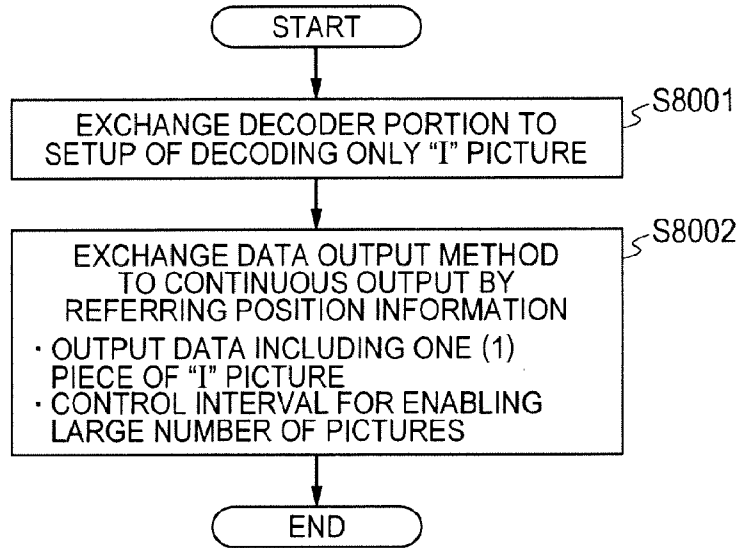 START
EXCHANGE DECODER PORTION TO
SETUP OF DECODING ONLY “I” PICTURE
S8001
EXCHANGE DATA OUTPUT METHOD
TO CONTINUOUS OUTPUT BY
REFERRING POSITION INFORMATION
· OUTPUT DATA INCLUDING ONE (1)
PIECE OF “I” PICTURE
· CONTROL INTERVAL FOR ENABLING
LARGE NUMBER OF PICTURES
S8002
END